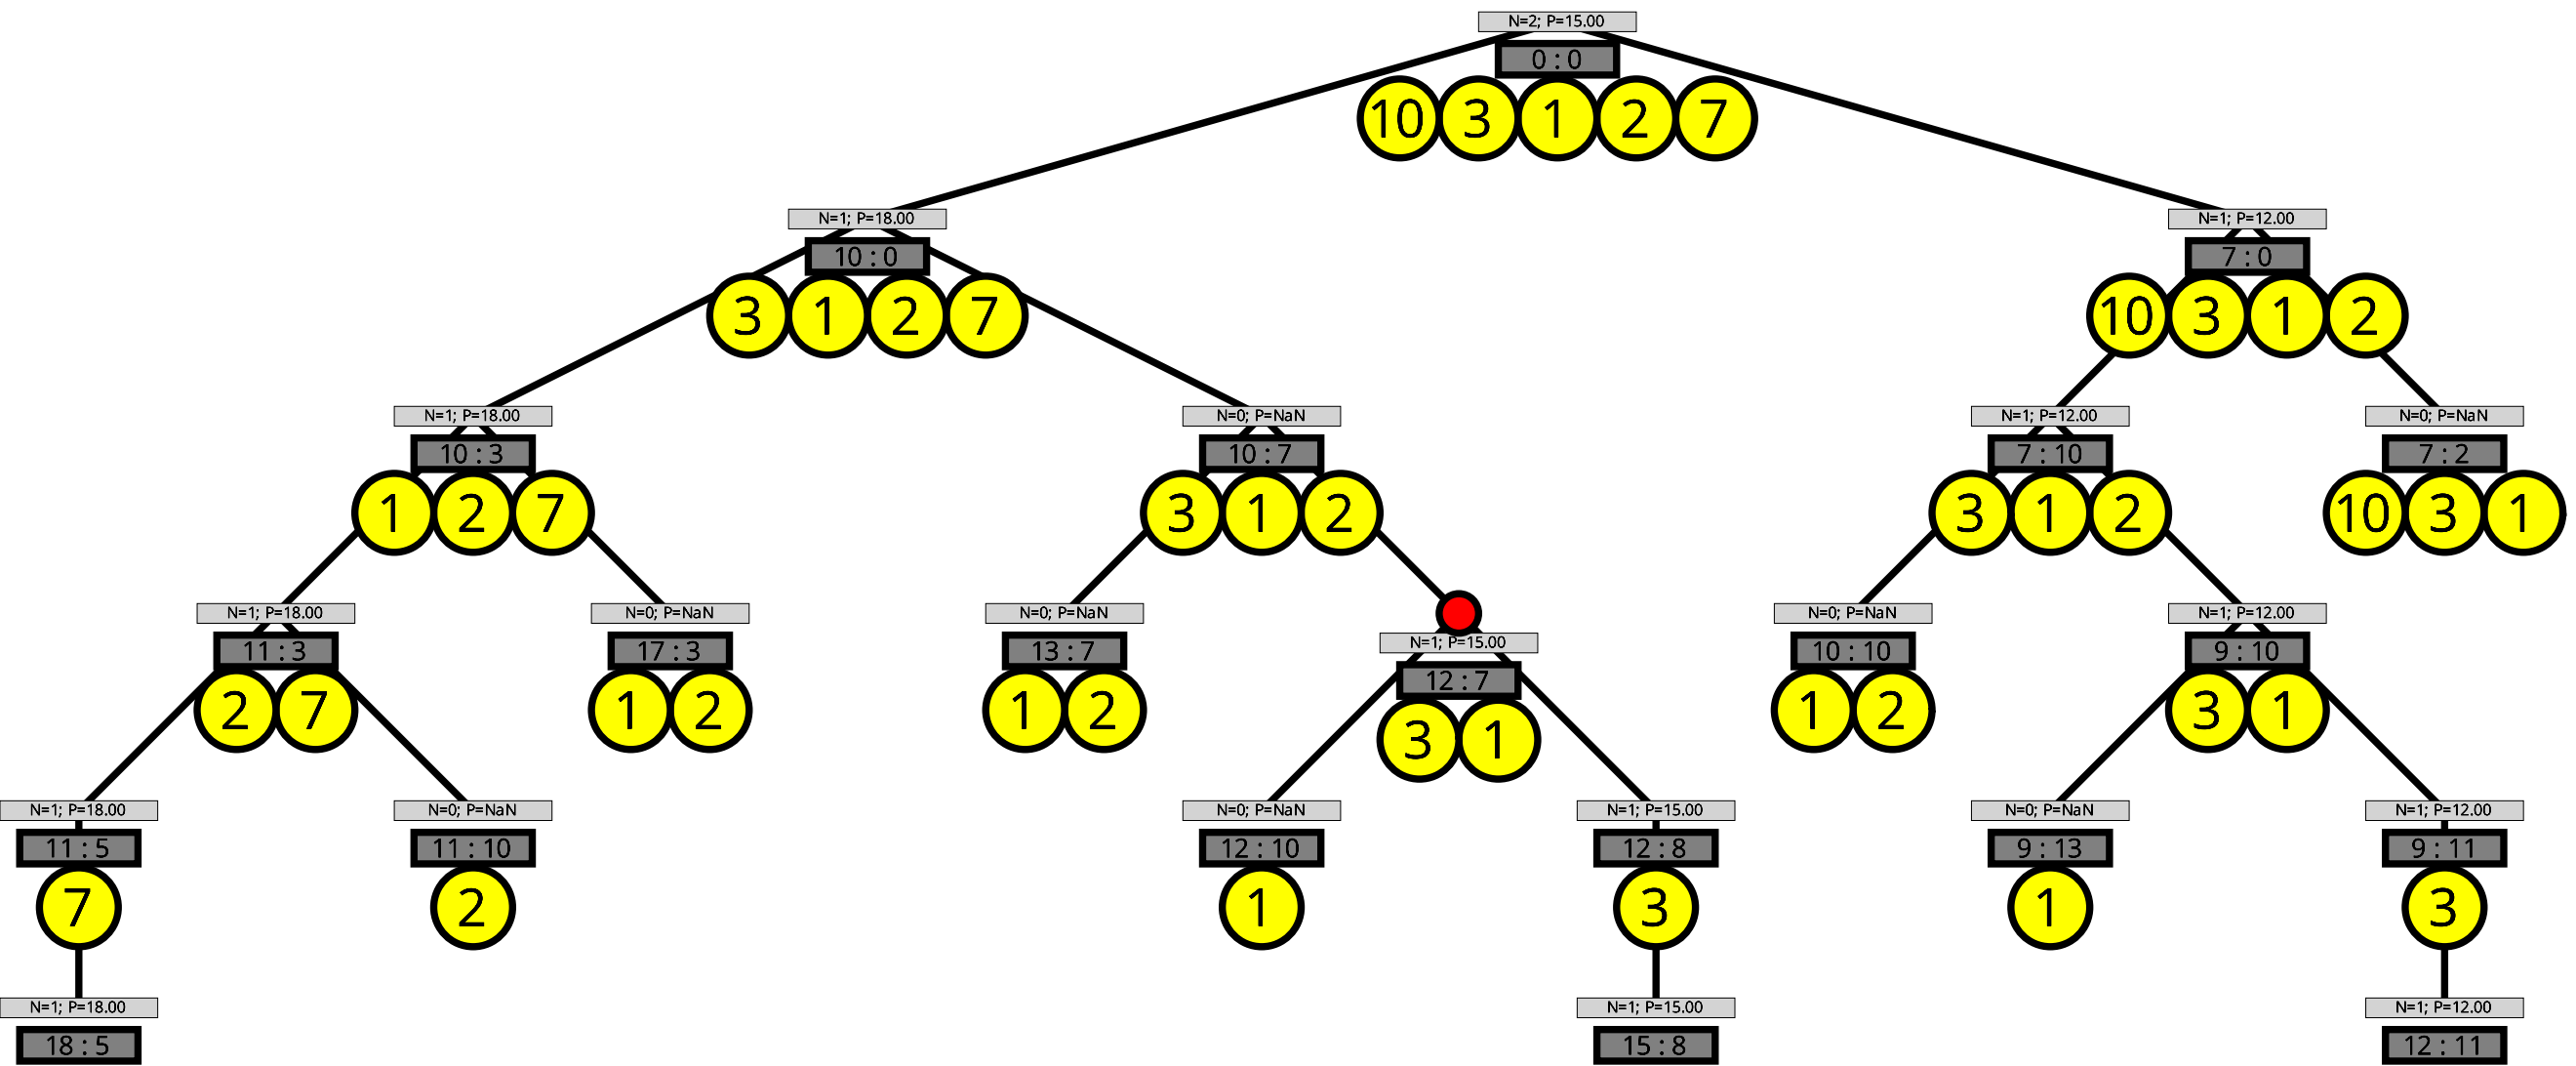 N=2; P=15.00
0 : 0
10 3 1 2 7
N=1; P=18.00
10 : 0
3 1 2 7
N=1; P=12.00
7 : 0
10 3 1 2
N=1; P=18.00
10 : 3
1 2 7
N=0; P=NaN
10 : 7
3 1 2
N=1; P=12.00
7 : 10
3 1 2
N=0; P=NaN
7 : 2
10 3 1
N=1; P=18.00
11 : 3
2 7
N=0; P=NaN
17 : 3
1 2
N=0; P=NaN
13 : 7
1 2
N=1; P=15.00
12 : 7
3 1
N=0; P=NaN
10 : 10
1 2
N=1; P=12.00
9 : 10
3 1
N=1; P=18.00
11 : 5
7
N=0; P=NaN
11 : 10
2
N=0; P=NaN
12 : 10
1
N=1; P=15.00
12 : 8
3
N=0; P=NaN
9 : 13
1
N=1; P=12.00
9 : 11
3
N=1; P=18.00
18 : 5
N=1; P=15.00
15 : 8
N=1; P=12.00
12 : 11